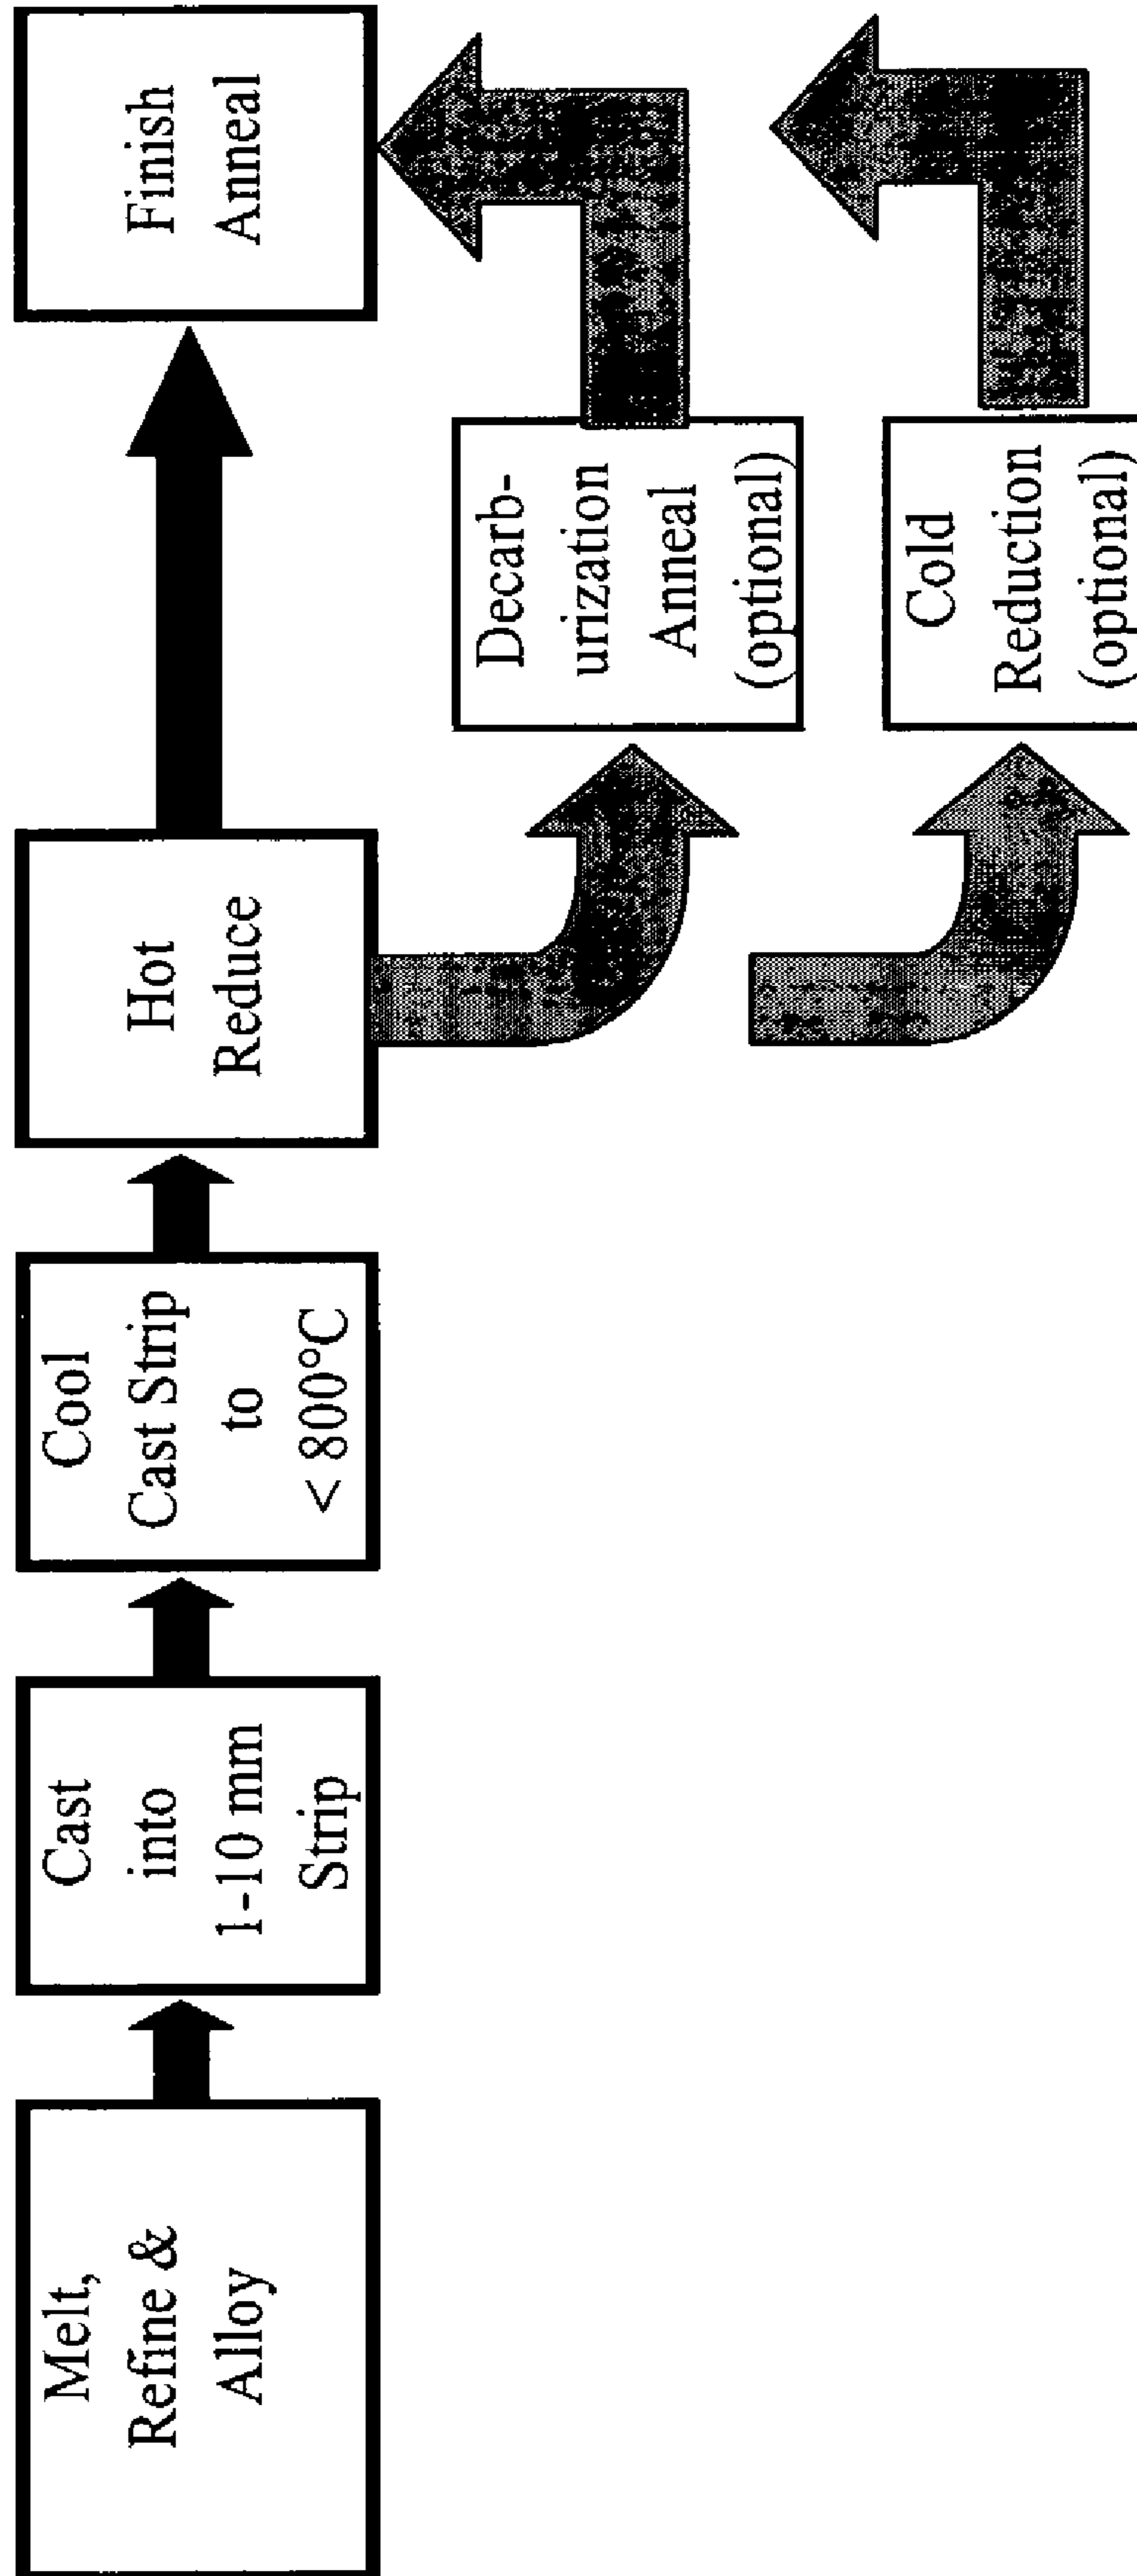 Melt,
Refine &
Alloy
Cast
into
1-10 mm
Strip
Cool
Cast Strip
to
< 800°C
Hot
Reduce
Finish
Anneal
Decarb-
urization
Anneal
(optional)
Cold
Reduction
(optional)